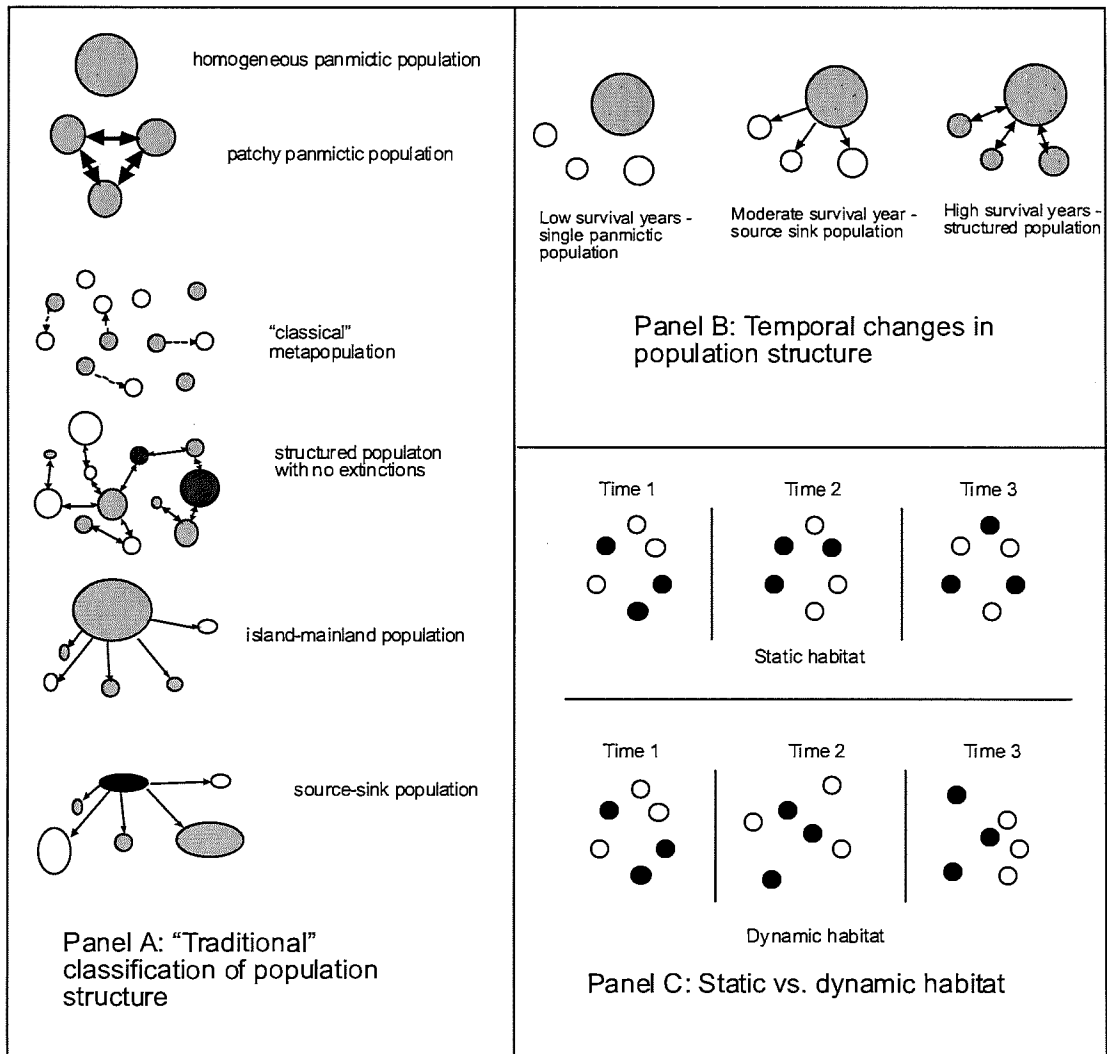 homogeneous panmictic population
patchy panmictic population
"classical"
metapopulation
structured populaton
with no extinctions
island-mainland population
source-sink population
Panel A: "Traditional"
classification of population
structure
Low survival years -
single panmictic
population
Moderate survival year -
source sink population
High survival years -
structured population
Panel B: Temporal changes in
population structure
Time 1
Time 2
Time 3
Static habitat
Time 1
Time 2
Time 3
Dynamic habitat
Panel C: Static vs. dynamic habitat